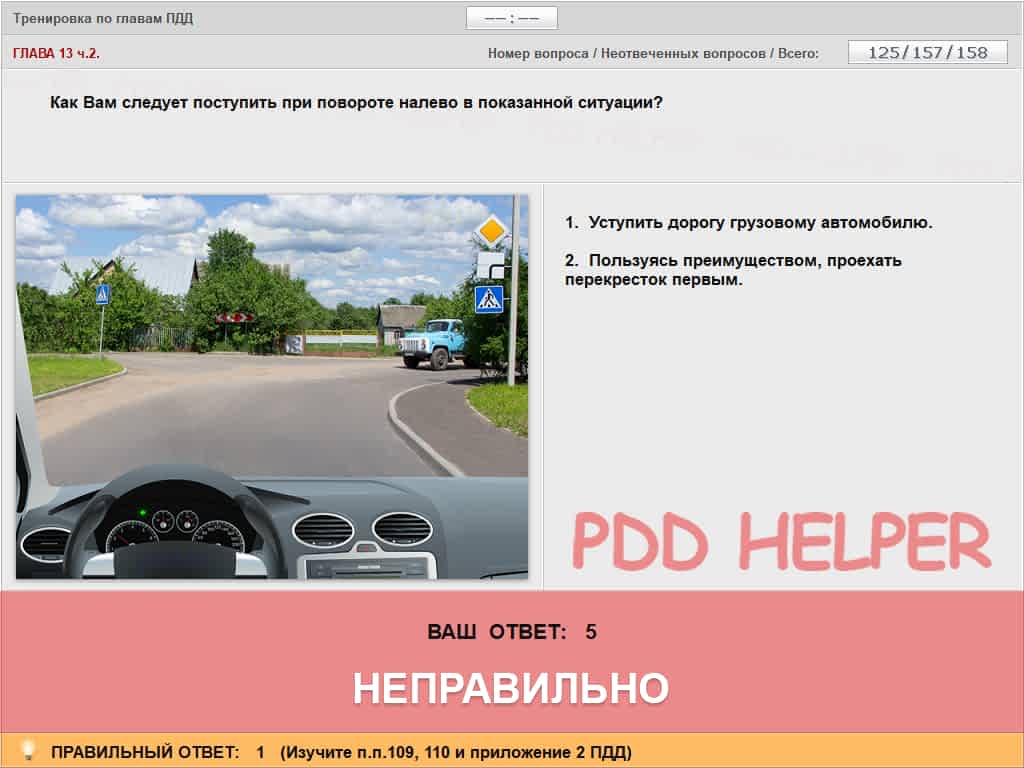 Тренировка по главам ПДД
—— : ——
ГЛАВА 13 ч.2.
Номер вопроса / Неотвеченных вопросов / Всего:
125/157/158
Как Вам следует поступить при повороте налево в показанной ситуации?
1. Уступить дорогу грузовому автомобилю.
2. Пользуясь преимуществом, проехать
перекресток первым.
PDD HELPER
ВАШ ОТВЕТ: 5
НЕПРАВИЛЬНО
ПРАВИЛЬНЫЙ ОТВЕТ: 1 (Изучите п.п.109, 110 и приложение 2 ПДД)